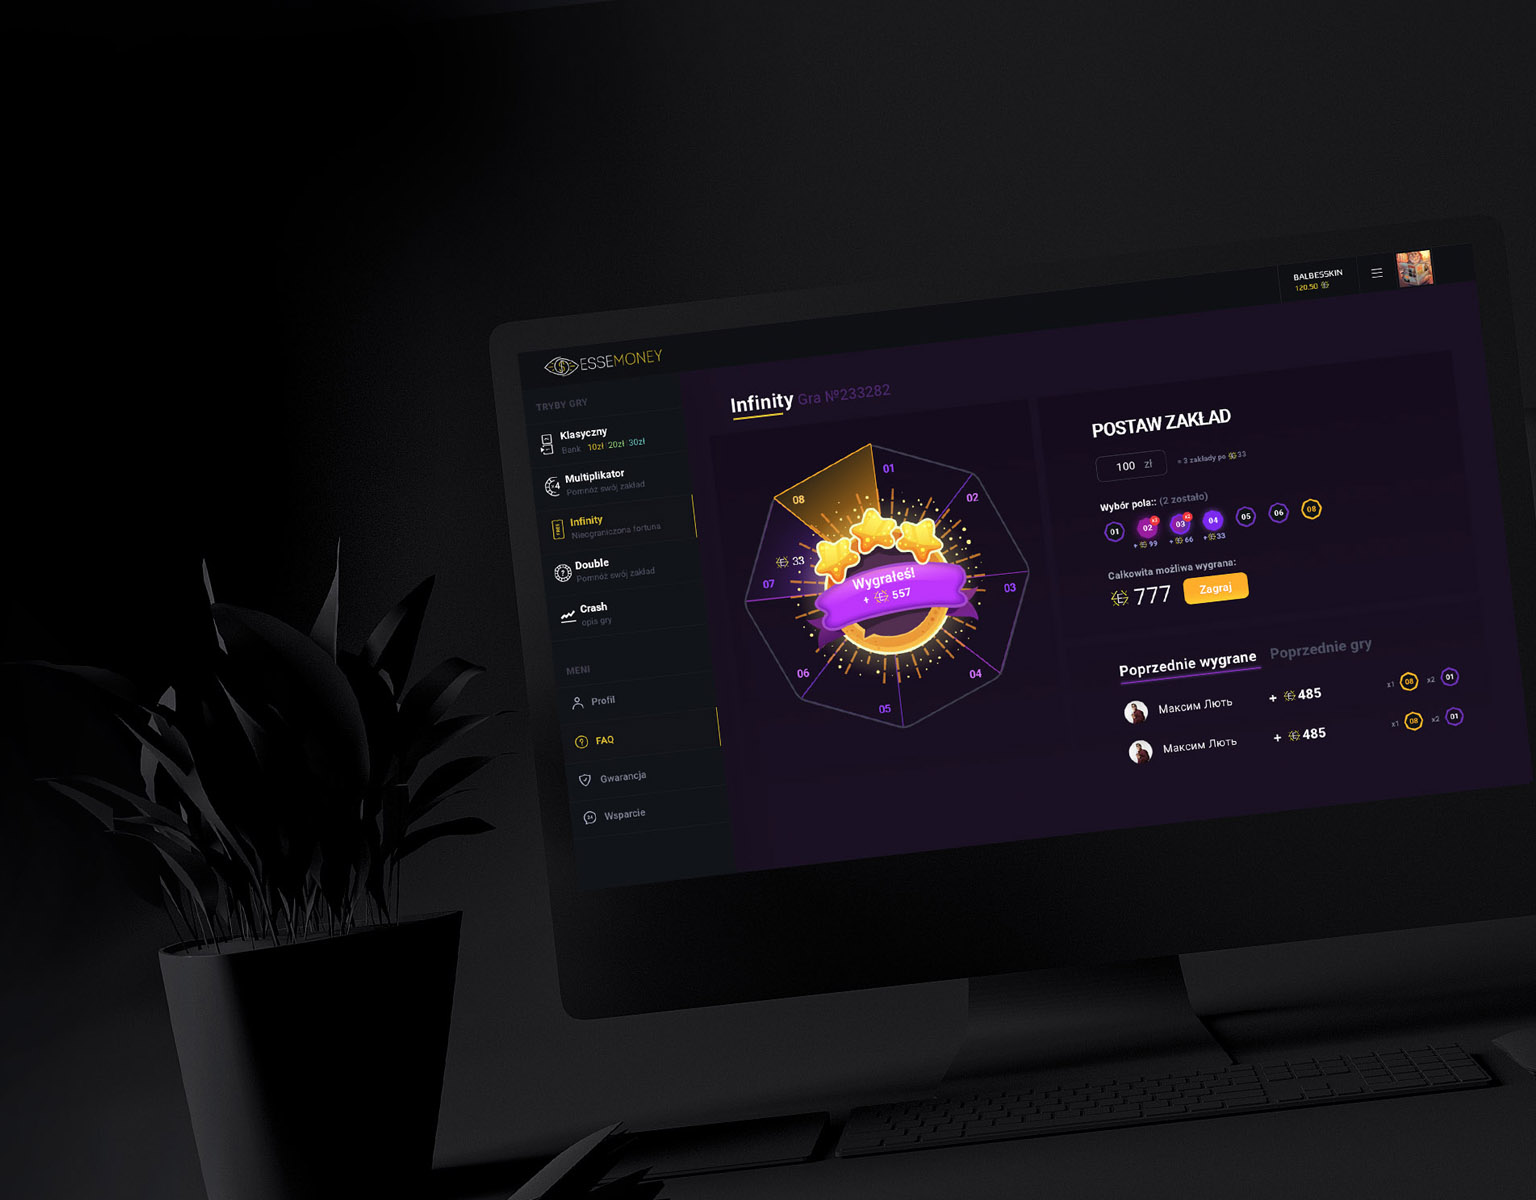 BALBESSKIN
120.50
ESSEMONEY
TRYBY GRY
Klasyczny
Bank 10zł 20zł 30zł
Multiplikator
Pomnóż swój zakład
Infinity
Nieograniczona fortuna
Double
Pomnóż swój zakład
Crash
opis gry
MENI
Profil
FAQ
Gwarancja
Wsparcie
Infinity Gra №233282
01
02
03
04
05
06
07
08
33
Wygrałeś!
+ 557
POSTAW ZAKŁAD
100 zł
= 3 zakłady po 33
Wybór pola:: (2 zostało)
01 02 03 04 05 06 08
+ 99 + 66 + 33
Całkowita możliwa wygrana:
777 Zagraj
Poprzednie wygrane Poprzednie gry
Максим Лють + 485 x1 08 x2 01
Максим Лють + 485 x1 08 x2 01